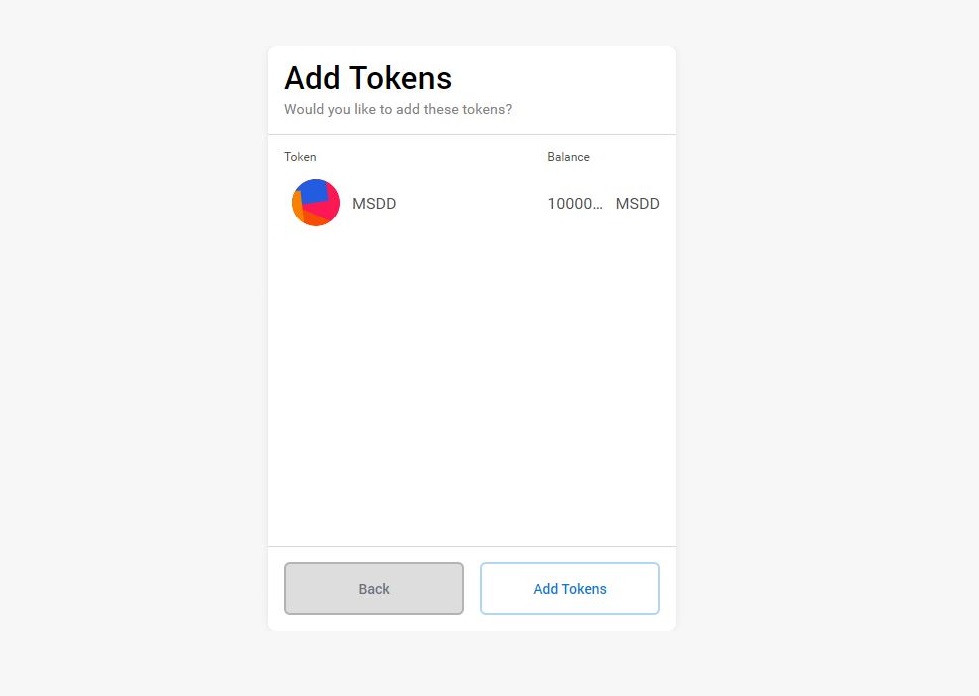 Add Tokens
Would you like to add these tokens?
Token Balance
MSDD 10000... MSDD
Back Add Tokens